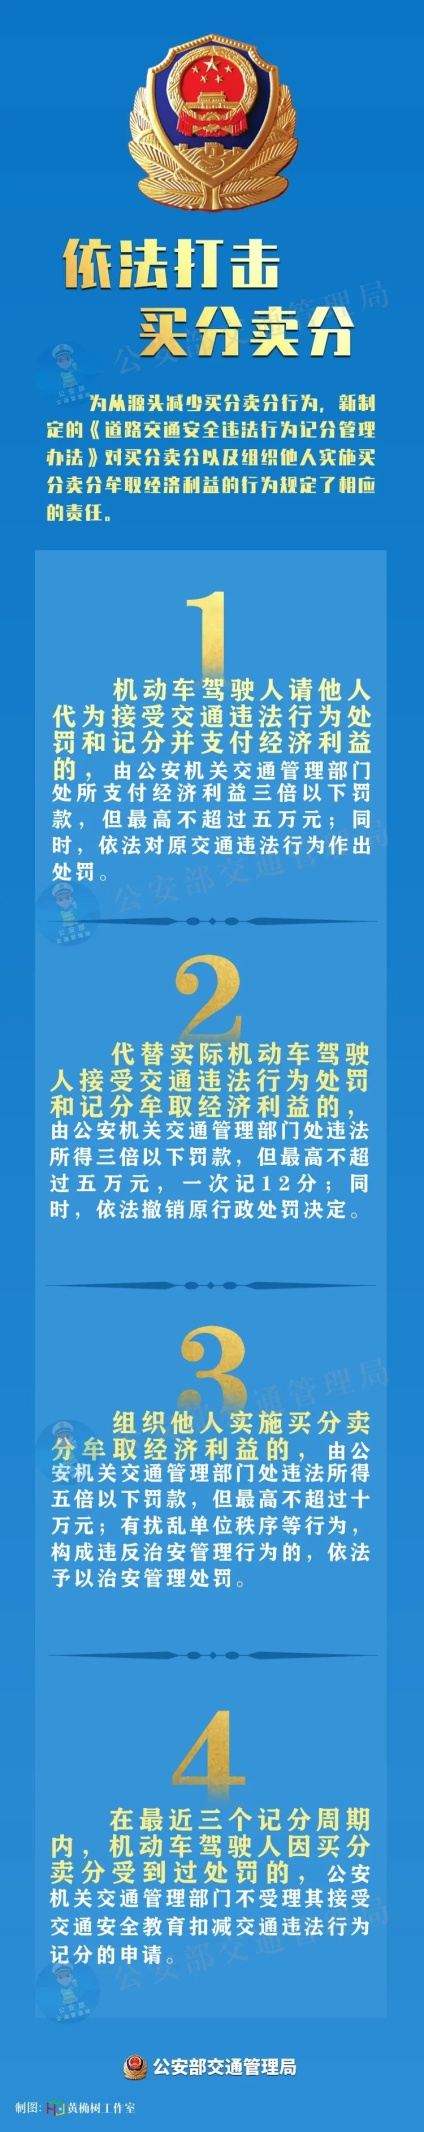 依法打击
买分卖分
为从源头减少买分卖分行为，新制
定的《道路交通安全违法行为记分管理
办法》对买分卖分以及组织他人实施买
分卖分牟取经济利益的行为规定了相应
的责任。
1
机动车驾驶人请他人
代为接受交通违法行为处
罚和记分并支付经济利益
的，由公安机关交通管理部门
处所支付经济利益三倍以下罚
款，但最高不超过五万元；同
时，依法对原交通违法行为作出
处罚。
2
代替实际机动车驾驶
人接受交通违法行为处罚
和记分牟取经济利益的，
由公安机关交通管理部门处违法
所得三倍以下罚款，但最高不超
过五万元，一次记12分；同
时，依法撤销原行政处罚决定。
3
组织他人实施买分卖
分牟取经济利益的，由公
安机关交通管理部门处违法所得
五倍以下罚款，但最高不超过十
万元；有扰乱单位秩序等行为，
构成违反治安管理行为的，依法
予以治安管理处罚。
4
在最近三个记分周期
内，机动车驾驶人因买分
卖分受到过处罚的，公安
机关交通管理部门不受理其接受
交通安全教育扣减交通违法行为
记分的申请。
公安部交通管理局
制图：黄桷树工作室